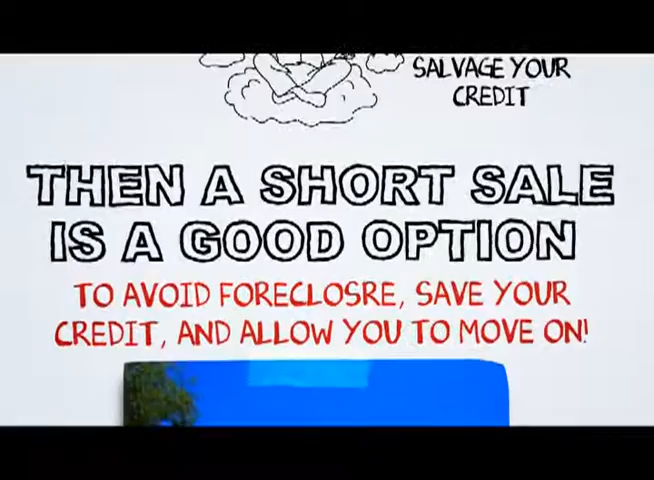 SALVAGE YOUR
CREDIT
THEN A SHORT SALE
IS A GOOD OPTION
TO AVOID FORECLOSRE, SAVE YOUR
CREDIT, AND ALLOW YOU TO MOVE ON!